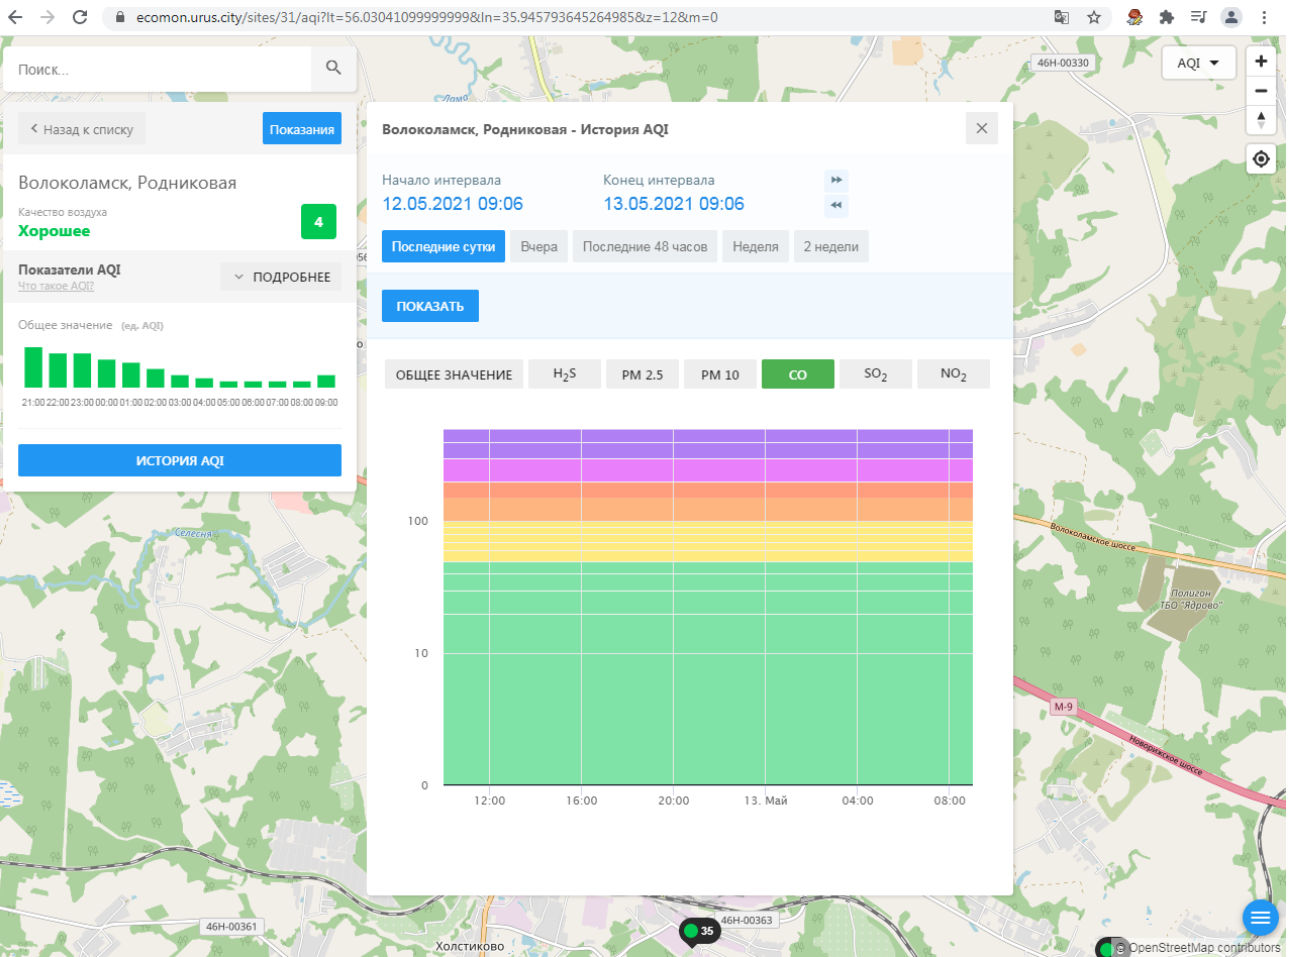 ecomon.urus.city/sites/31/aqi?lt=56.03041099999999&ln=35.945793645264985&z=12&m=0
Поиск...
46Н-00330
AQI
Лама
Назад к списку
Показания
Волоколамск, Родниковая - История AQI
Волоколамск, Родниковая
Качество воздуха
Хорошее
4
Начало интервала
Конец интервала
12.05.2021 09:06
13.05.2021 09:06
Последние сутки
Вчера
Последние 48 часов
Неделя
2 недели
Показатели AQI
Что такое AQI?
ПОДРОБНЕЕ
ПОКАЗАТЬ
Общее значение (ед. AQI)
21:00 22:00 23:00 00:00 01:00 02:00 03:00 04:00 05:00 06:00 07:00 08:00 09:00
ИСТОРИЯ AQI
ОБЩЕЕ ЗНАЧЕНИЕ
H2S
PM 2.5
PM 10
CO
SO2
NO2
100
10
0
12:00
16:00
20:00
13. Май
04:00
08:00
Селесня
Волоколамское шоссе
Полигон
ТБО "Ядрово"
М-9
Новорижское шоссе
46Н-00361
46Н-00363
35
Холстиково
© OpenStreetMap contributors